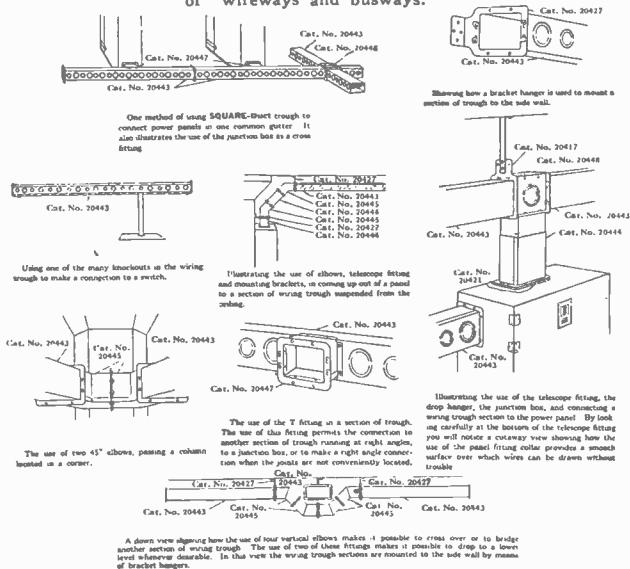 of wireways and busways.
Cat. No. 20443
Cat. No. 20448
Cat. No. 20447
Cat. No. 20443
One method of using SQUARE-Duct trough to
connect power panels in one common gutter It
also illustrates the use of the junction box as a cross
fitting
Cat. No. 20427
Cat. No. 20443
Showing how a bracket hanger is used to mount a
section of trough to the side wall.
Cat. No. 20443
Using one of the many knockouts in the wiring
trough to make a connection to a switch.
Cat. No. 20427
Cat. No. 20443
Cat. No. 20445
Cat. No. 20444
Cat. No. 20445
Cat. No. 20427
Cat. No. 20446
Illustrating the use of elbows, telescope fitting
and mounting brackets, in coming up out of a panel
to a section of wiring trough suspended from the
ceiling.
Cat. No. 20417
Cat. No. 20448
Cat. No. 20443
Cat. No. 20443
Cat. No. 20444
Cat. No.
20421
Cat. No.
20443
Illustrating the use of the telescope fitting, the
drop hanger, the junction box, and connecting a
wiring trough section to the power panel By look
ing carefully at the bottom of the telescope fitting
you will notice a cutaway view showing how the
use of the panel fitting collar provides a smooth
surface over which wires can be drawn without
trouble
Cat. No. 20443
Cat. No.
20445
Cat. No. 20443
The use of two 45° elbows, passing a column
located in a corner.
Cat. No. 20443
Cat. No. 20447
The use of the T fitting in a section of trough.
The use of this fitting permits the connection to
another section of trough running at right angles,
to a junction box, or to make a right angle connec-
tion when the joints are not conveniently located.
Cat. No.
20443
Cat. No. 20427
Cat. No. 20427
Cat. No. 20443
Cat. No.
20445
Cat. No.
20445
Cat. No. 20443
A down view showing how the use of four vertical elbows makes it possible to cross over or to bridge
another section of wiring trough The use of two of these fittings makes it possible to drop to a lower
level whenever desirable. In this view the wiring trough sections are mounted to the side wall by means
of bracket hangers.